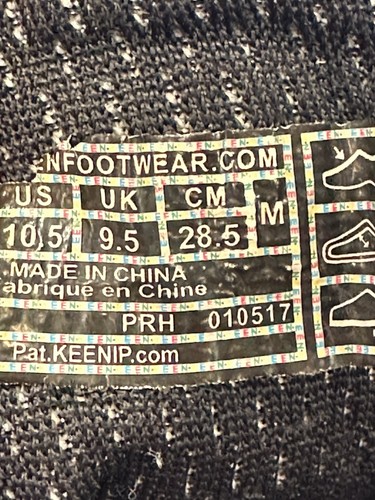 ENFOOTWEAR.COM
US UK CM M
10.5 9.5 28.5
MADE IN CHINA
abriqué en Chine
PRH 010517
Pat.KEENIP.com